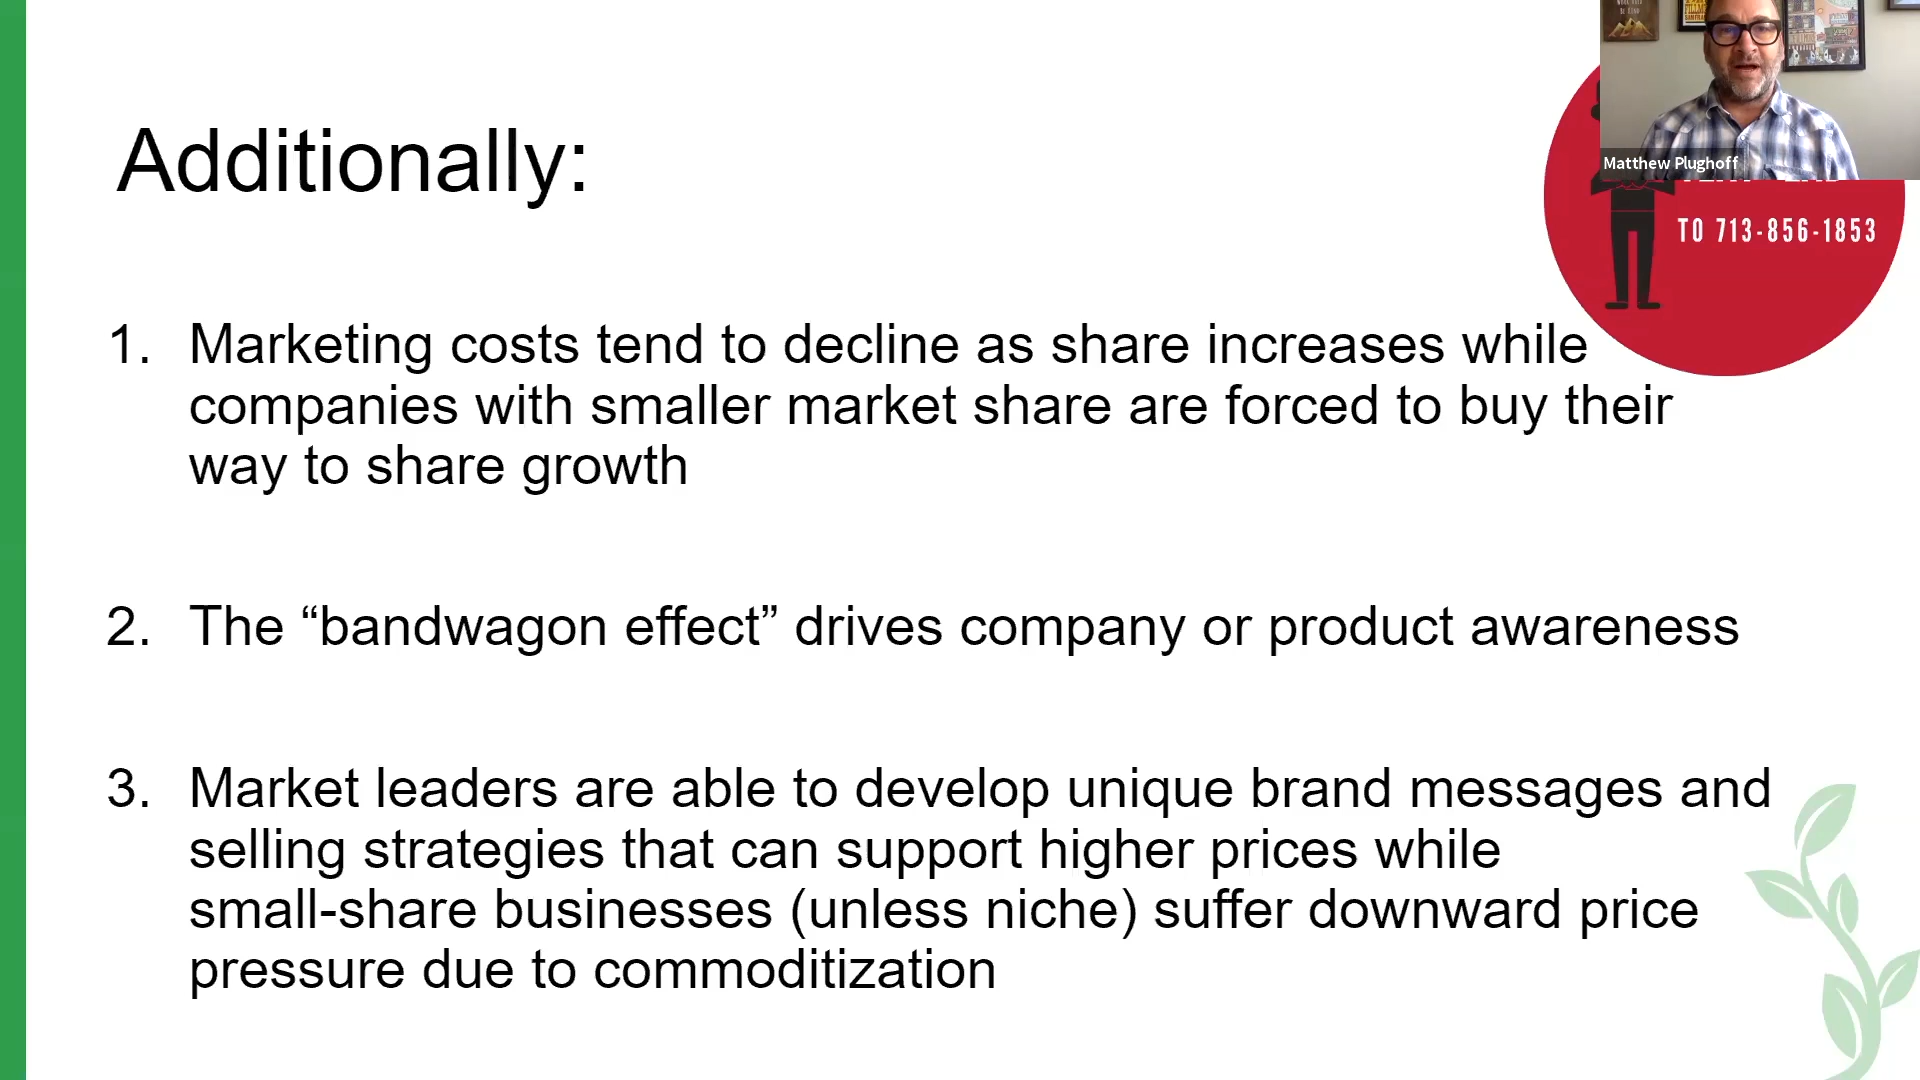 Additionally:
Matthew Plughoff
TO 713-856-1853
1. Marketing costs tend to decline as share increases while
companies with smaller market share are forced to buy their
way to share growth
2. The “bandwagon effect” drives company or product awareness
3. Market leaders are able to develop unique brand messages and
selling strategies that can support higher prices while
small-share businesses (unless niche) suffer downward price
pressure due to commoditization